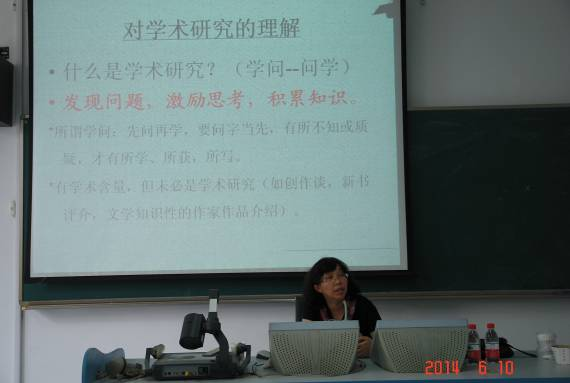 对学术研究的理解
• 什么是学术研究？（学问--问学）
• 发现问题，激励思考，积累知识。
*所谓学问：先问再学，要问字当先，有所不知或质
疑，才有所学、所获，所写。
*有学术含量，但未必是学术研究（如创作谈，新书
评介，文学知识性的作家作品介绍）。
2014 6 10